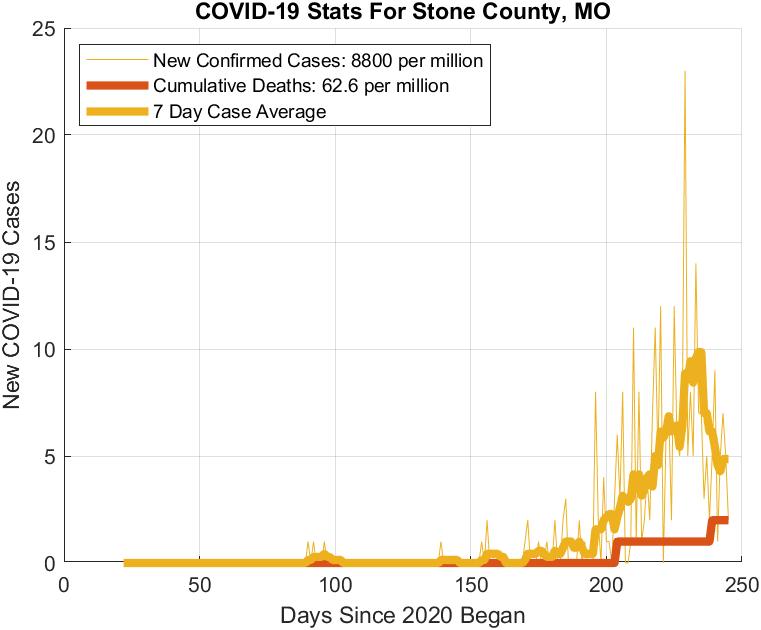 COVID-19 Stats For Stone County, MO
New Confirmed Cases: 8800 per million
Cumulative Deaths: 62.6 per million
7 Day Case Average
New COVID-19 Cases
25
20
15
10
5
0
0 50 100 150 200 250
Days Since 2020 Began